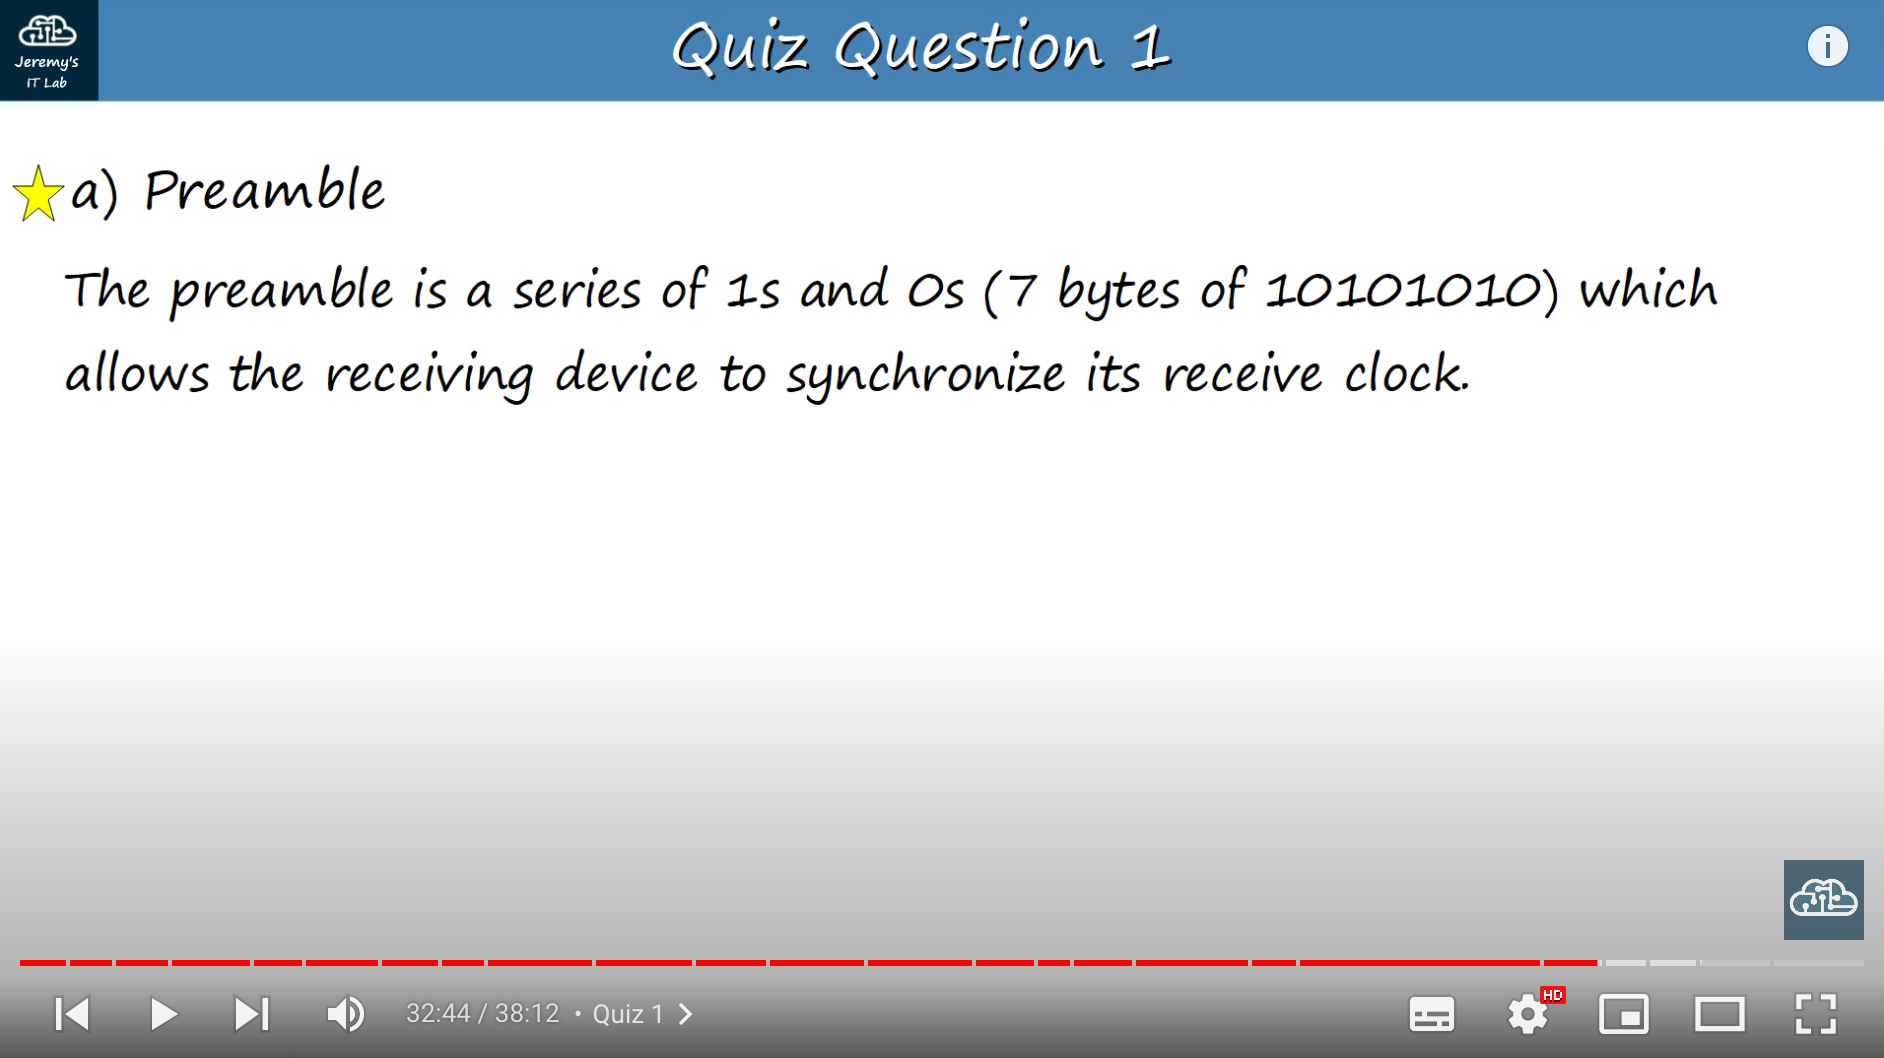 Jeremy's
IT Lab
Quiz Question 1
i
a) Preamble
The preamble is a series of 1s and 0s (7 bytes of 10101010) which
allows the receiving device to synchronize its receive clock.
32:44 / 38:12 • Quiz 1
HD